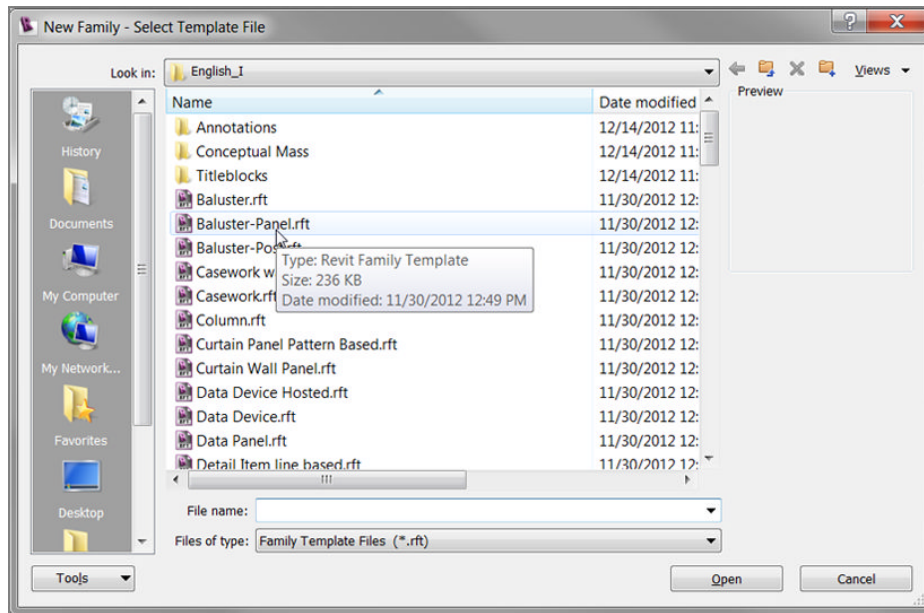 New Family - Select Template File
Look in: English_I Views
Name Date modified Preview
History
Documents
My Computer
My Network...
Favorites
Desktop
Annotations 12/14/2012 11:
Conceptual Mass 12/14/2012 11:
Titleblocks 12/14/2012 11:
Baluster.rft 11/30/2012 12:
Baluster-Panel.rft 11/30/2012 12:
Baluster-Post.rft 11/30/2012 12:
Casework w 11/30/2012 12:
Casework.rft 11/30/2012 12:
Type: Revit Family Template
Size: 236 KB
Date modified: 11/30/2012 12:49 PM
Column.rft 11/30/2012 12:
Curtain Panel Pattern Based.rft 11/30/2012 12:
Curtain Wall Panel.rft 11/30/2012 12:
Data Device Hosted.rft 11/30/2012 12:
Data Device.rft 11/30/2012 12:
Data Panel.rft 11/30/2012 12:
Detail Item line based.rft 11/30/2012 12:
File name:
Files of type: Family Template Files (*.rft)
Tools Open Cancel